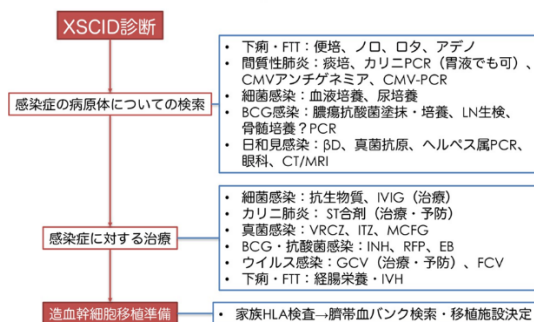 XSCID診断
• 下痢・FTT：便培、ノロ、ロタ、アデノ
• 間質性肺炎：痰培、カリニPCR（胃液でも可）、
CMVアンチゲネミア、CMV-PCR
• 細菌感染：血液培養、尿培養
• BCG感染：膿瘍抗酸菌塗抹・培養、LN生検、
骨髄培養？PCR
• 日和見感染：βD、真菌抗原、ヘルペス属PCR、
眼科、CT/MRI
感染症の病原体についての検索
• 細菌感染：抗生物質、IVIG（治療）
• カリニ肺炎： ST合剤（治療・予防）
• 真菌感染：VRCZ、ITZ、MCFG
• BCG・抗酸菌感染：INH、RFP、EB
• ウイルス感染：GCV（治療・予防）、FCV
• 下痢・FTT：経腸栄養・IVH
感染症に対する治療
造血幹細胞移植準備
• 家族HLA検査→臍帯血バンク検索・移植施設決定